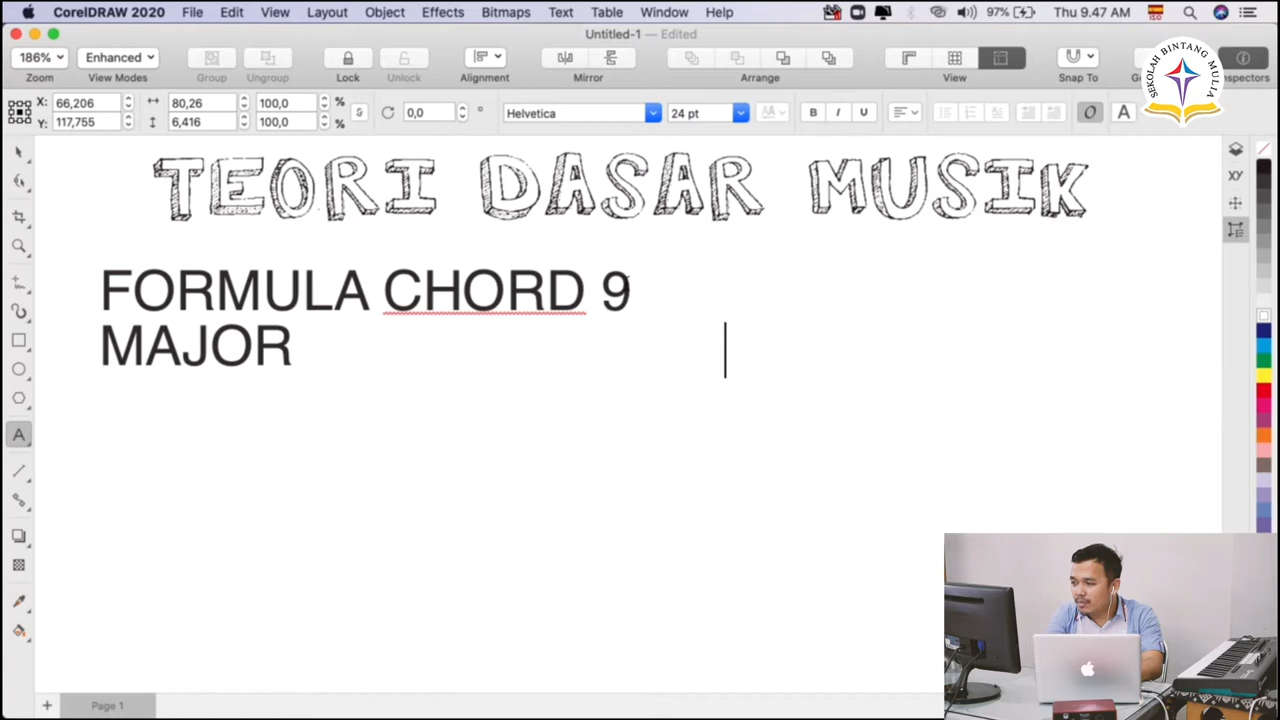 CorelDRAW 2020 File Edit View Layout Object Effects Bitmaps Text Table Window Help 97% Thu 9.47 AM ISO
Untitled-1 — Edited
186% Enhanced
Zoom View Modes Group Ungroup Lock Unlock Alignment Mirror Arrange View Snap To Inspectors
SEKOLAH BINTANG MULIA
X: 66,206 80,26 100,0 % 0,0 ° Helvetica 24 pt B I U O A
Y: 117,755 6,416 100,0 %
TEORI DASAR MUSIK
XY
FORMULA CHORD 9
MAJOR
A
Page 1